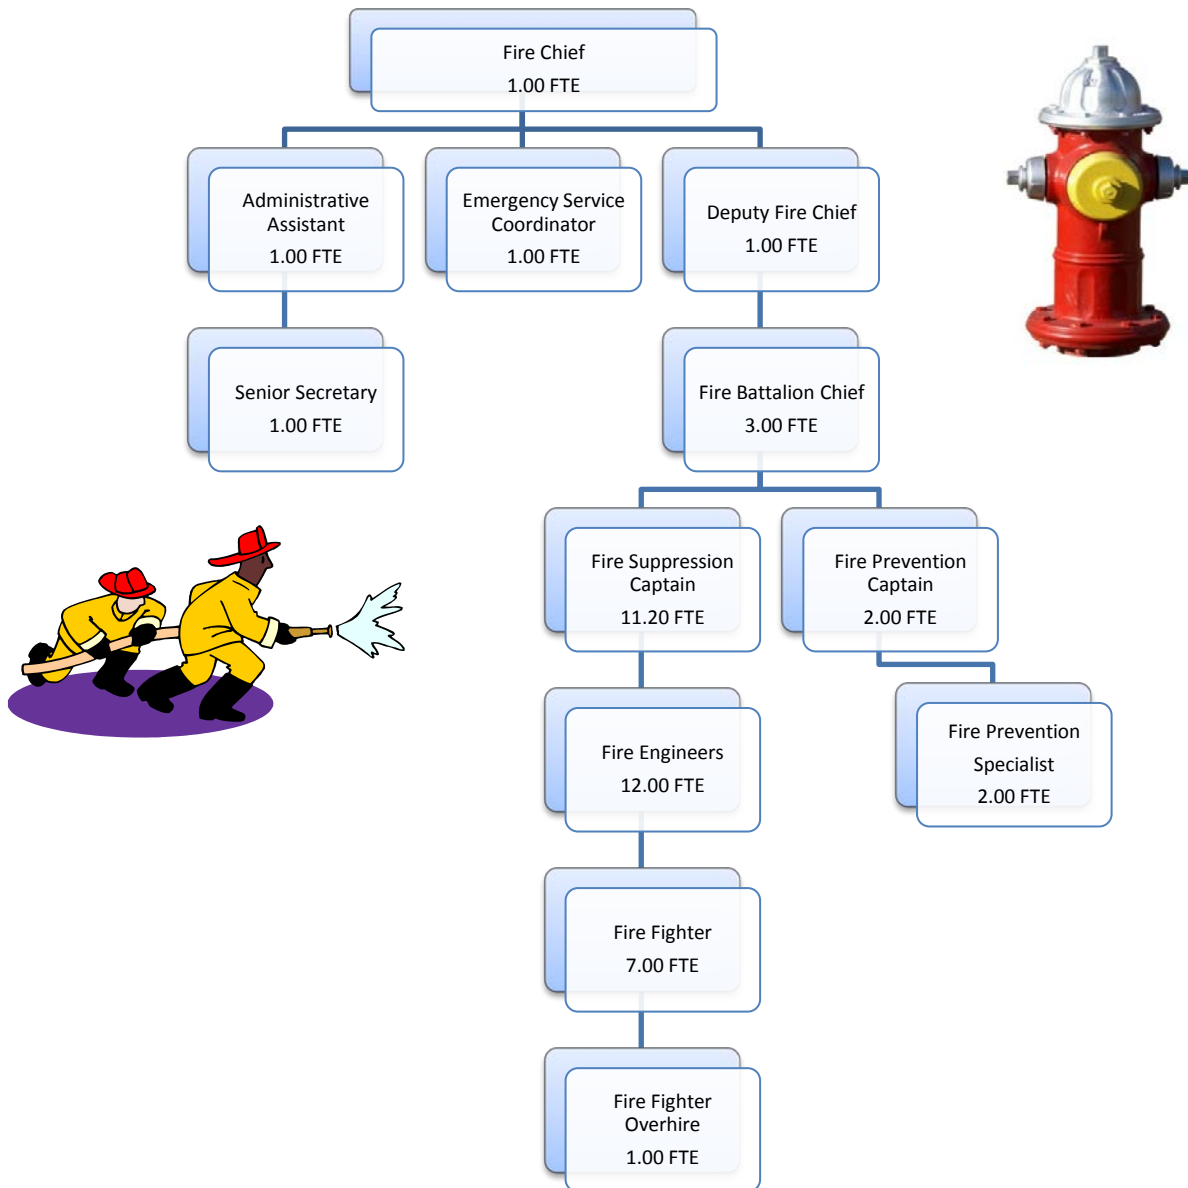 Fire Chief
1.00 FTE
Administrative
Assistant
1.00 FTE
Emergency Service
Coordinator
1.00 FTE
Deputy Fire Chief
1.00 FTE
Senior Secretary
1.00 FTE
Fire Battalion Chief
3.00 FTE
Fire Suppression
Captain
11.20 FTE
Fire Prevention
Captain
2.00 FTE
Fire Engineers
12.00 FTE
Fire Prevention
Specialist
2.00 FTE
Fire Fighter
7.00 FTE
Fire Fighter
Overhire
1.00 FTE